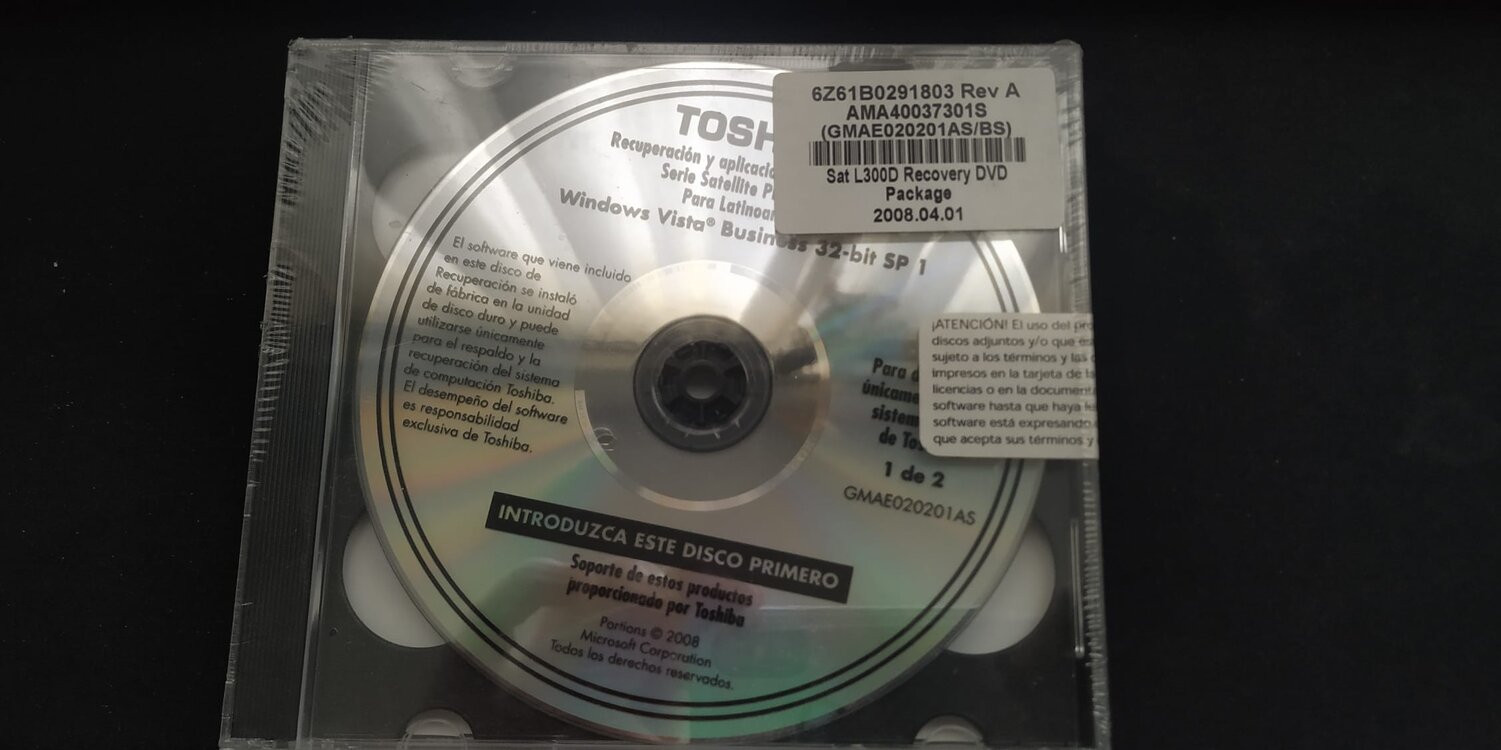 6Z61B0291803 Rev A
AMA40037301S
(GMAE020201AS/BS)
Sat L300D Recovery DVD
Package
2008.04.01
TOSH
Recuperación y aplicacio
Serie Satellite P
Para Latinoam
Windows Vista® Business 32-bit SP 1
El software que viene incluido
en este disco de
Recuperación se instaló
de fábrica en la unidad
de disco duro y puede
utilizarse únicamente
para el respaldo y la
recuperación del sistema
de computación Toshiba.
El desempeño del software
es responsabilidad
exclusiva de Toshiba.
¡ATENCIÓN! El uso del pro
discos adjuntos y/o que es
sujeto a los términos y las
impresos en la tarjeta de la
licencias o en la document
software hasta que haya
software está expresando
que acepta sus términos y
Para
únicame
sistem
de Tos
1 de 2
GMAE020201AS
INTRODUZCA ESTE DISCO PRIMERO
Soporte de estos productos
proporcionado por Toshiba
Portions © 2008
Microsoft Corporation
Todos los derechos reservados.